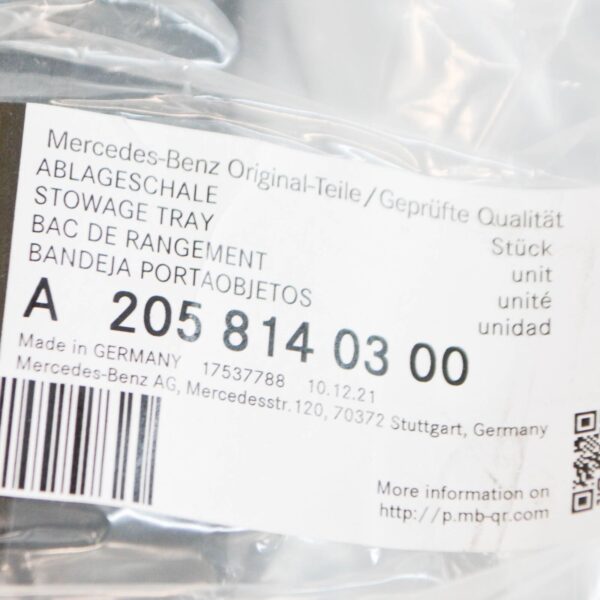 Mercedes-Benz Original-Teile/Geprüfte Qualität
ABLAGESCHALE
STOWAGE TRAY
BAC DE RANGEMENT
BANDEJA PORTAOBJETOS
Stück
unit
unité
unidad
A 205 814 03 00
Made in GERMANY 17537788 10.12.21
Mercedes-Benz AG, Mercedesstr.120, 70372 Stuttgart, Germany
More information on
http://p.mb-qr.com